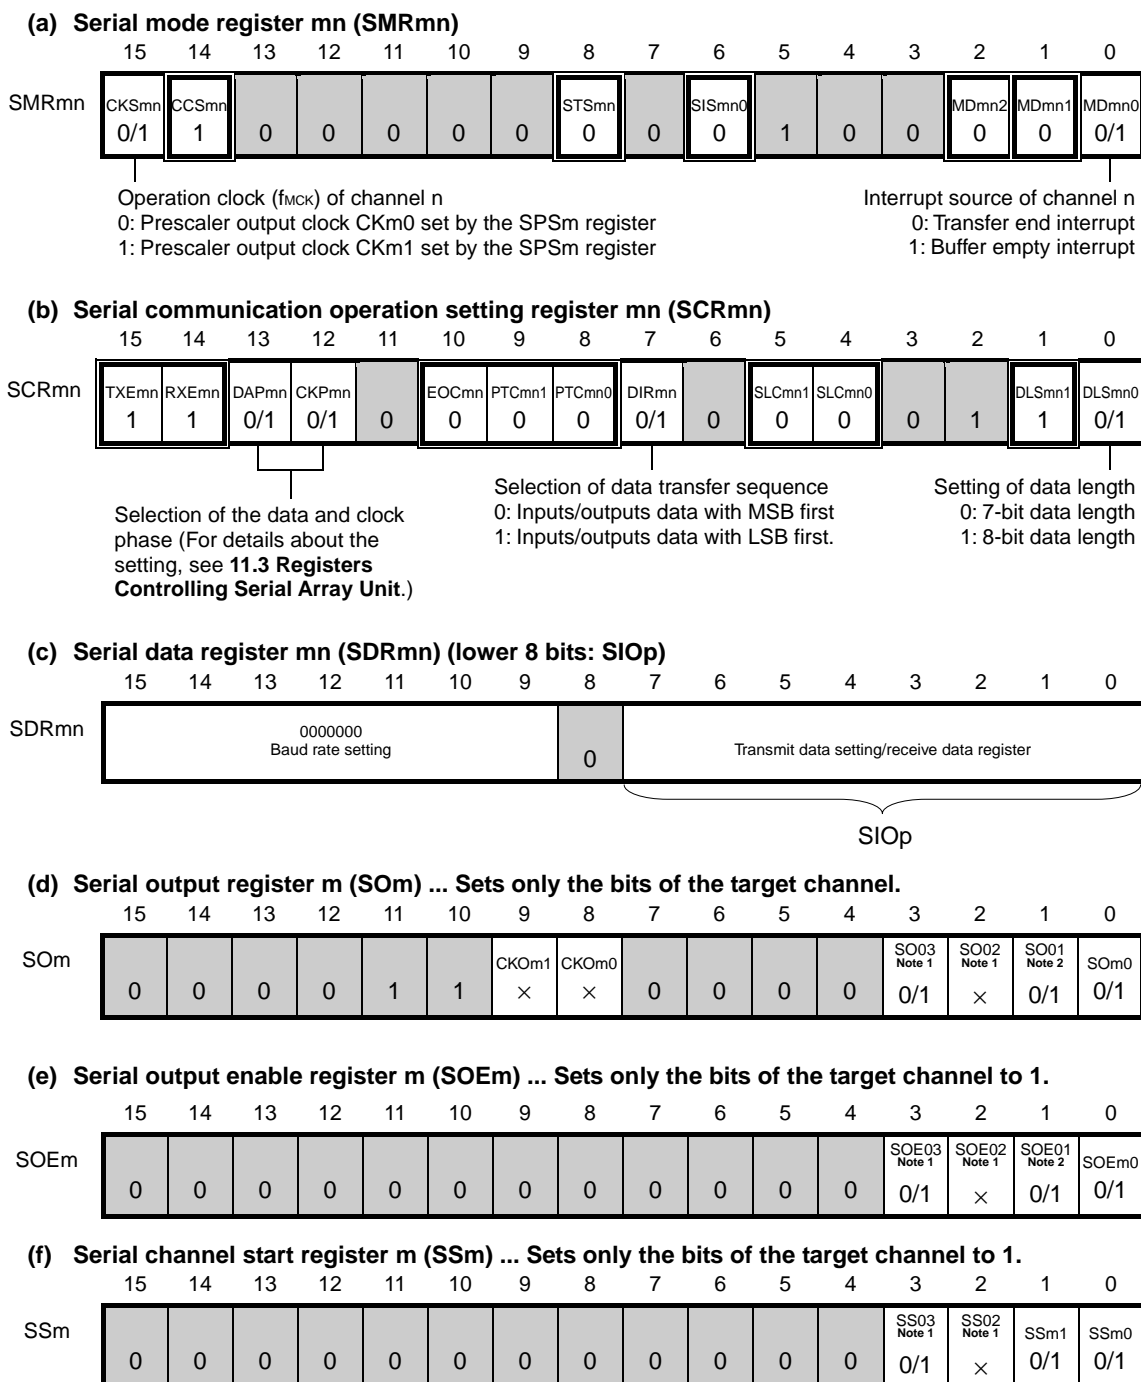 (a) Serial mode register mn (SMRmn)
15 14 13 12 11 10 9 8 7 6 5 4 3 2 1 0
SMRmn CKSmn CCSmn STSmn SISmn0 MDmn2 MDmn1 MDmn0
0/1 1 0 0 0 0 0 0 0 0 1 0 0 0 0 0/1
Operation clock (fMCK) of channel n
0: Prescaler output clock CKm0 set by the SPSm register
1: Prescaler output clock CKm1 set by the SPSm register
Interrupt source of channel n
0: Transfer end interrupt
1: Buffer empty interrupt
(b) Serial communication operation setting register mn (SCRmn)
15 14 13 12 11 10 9 8 7 6 5 4 3 2 1 0
SCRmn TXEmn RXEmn DAPmn CKPmn EOCmn PTCmn1 PTCmn0 DIRmn SLCmn1 SLCmn0 DLSmn1 DLSmn0
1 1 0/1 0/1 0 0 0 0 0/1 0 0 0 0 1 1 0/1
Selection of the data and clock
phase (For details about the
setting, see 11.3 Registers
Controlling Serial Array Unit.)
Selection of data transfer sequence
0: Inputs/outputs data with MSB first
1: Inputs/outputs data with LSB first.
Setting of data length
0: 7-bit data length
1: 8-bit data length
(c) Serial data register mn (SDRmn) (lower 8 bits: SIOp)
15 14 13 12 11 10 9 8 7 6 5 4 3 2 1 0
SDRmn 0000000
Baud rate setting 0 Transmit data setting/receive data register
SIOp
(d) Serial output register m (SOm) ... Sets only the bits of the target channel.
15 14 13 12 11 10 9 8 7 6 5 4 3 2 1 0
SOm CKOm1 CKOm0 SO03 SO02 SO01 SOm0
Note 1 Note 1 Note 2
0 0 0 0 1 1 × × 0 0 0 0 0/1 × 0/1 0/1
(e) Serial output enable register m (SOEm) ... Sets only the bits of the target channel to 1.
15 14 13 12 11 10 9 8 7 6 5 4 3 2 1 0
SOEm SOE03 SOE02 SOE01 SOEm0
Note 1 Note 1 Note 2
0 0 0 0 0 0 0 0 0 0 0 0 0/1 × 0/1 0/1
(f) Serial channel start register m (SSm) ... Sets only the bits of the target channel to 1.
15 14 13 12 11 10 9 8 7 6 5 4 3 2 1 0
SSm SS03 SS02 SSm1 SSm0
Note 1 Note 1
0 0 0 0 0 0 0 0 0 0 0 0 0/1 × 0/1 0/1